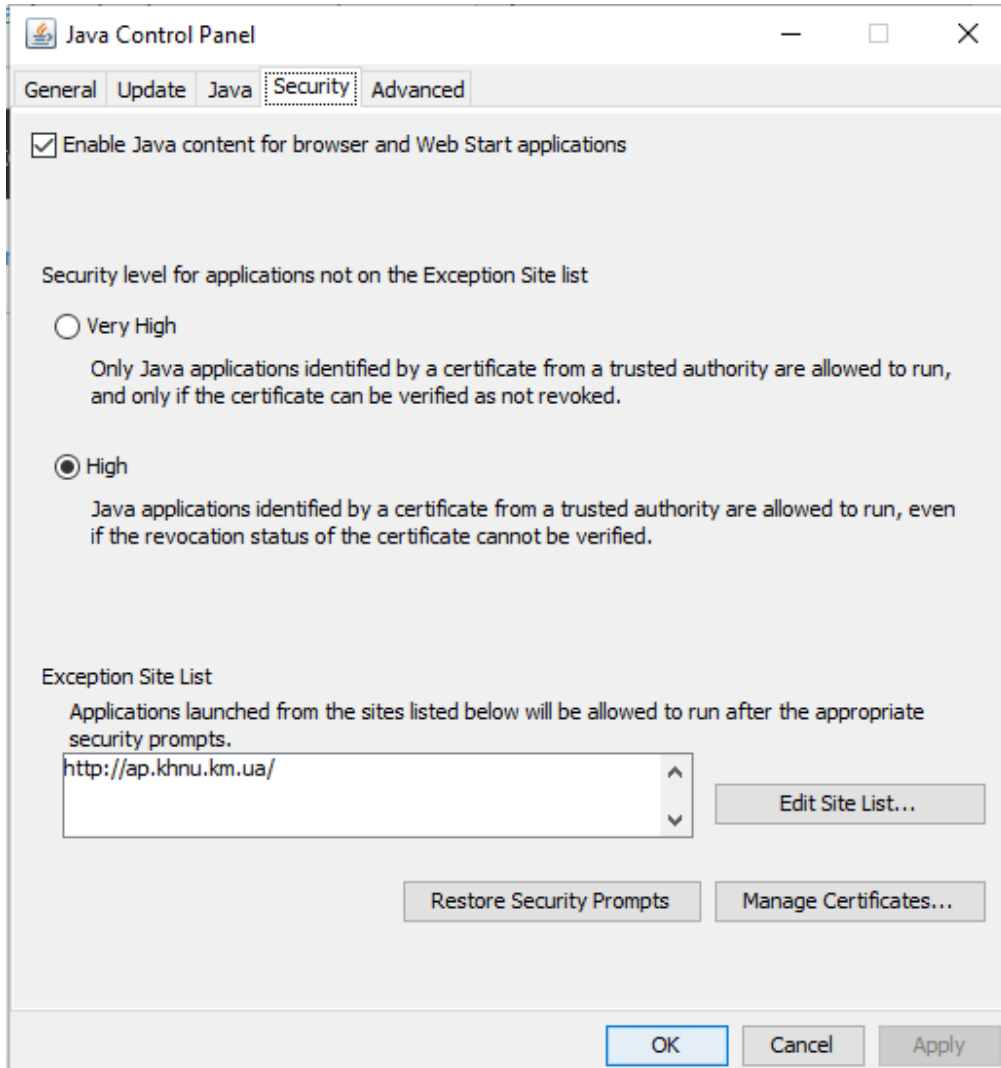 Java Control Panel
General Update Java Security Advanced
Enable Java content for browser and Web Start applications
Security level for applications not on the Exception Site list
Very High
Only Java applications identified by a certificate from a trusted authority are allowed to run,
and only if the certificate can be verified as not revoked.
High
Java applications identified by a certificate from a trusted authority are allowed to run, even
if the revocation status of the certificate cannot be verified.
Exception Site List
Applications launched from the sites listed below will be allowed to run after the appropriate
security prompts.
http://ap.khnu.km.ua/
Edit Site List...
Restore Security Prompts Manage Certificates...
OK Cancel Apply